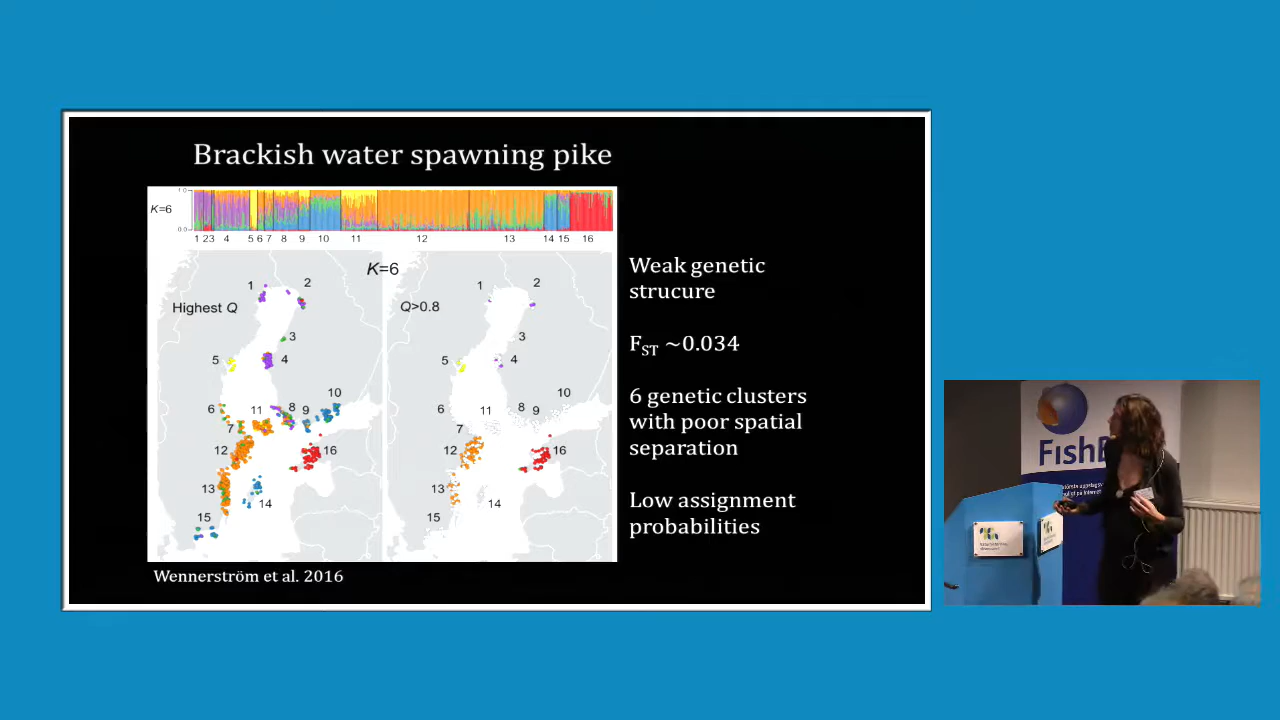 Brackish water spawning pike
1.0
K=6
0.0
1 2 3 4 5 6 7 8 9 10 11 12 13 14 15 16
K=6
Highest Q
1 2 3 4 5 6 7 8 9 10 11 12 13 14 15 16
Q>0.8
1 2 3 4 5 6 7 8 9 10 11 12 13 14 15 16
Weak genetic
strucure
FST ~0.034
6 genetic clusters
with poor spatial
separation
Low assignment
probabilities
Wennerström et al. 2016
FishB